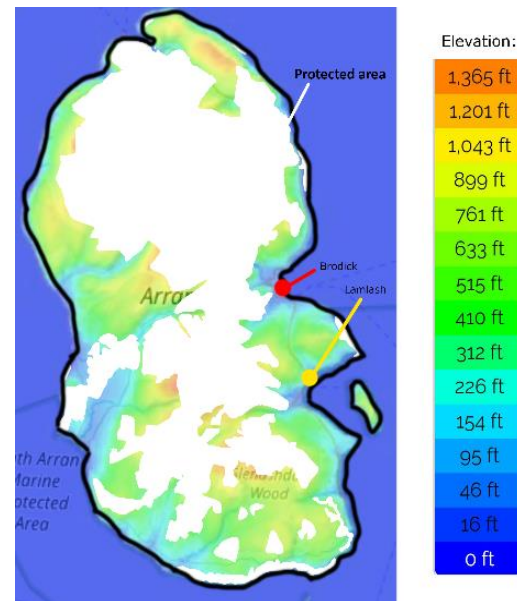 Elevation:
Protected area
1,365 ft
1,201 ft
1,043 ft
899 ft
761 ft
Brodick
633 ft
Lamlash
Arran
515 ft
410 ft
312 ft
226 ft
154 ft
th Arran
Marine
otected
Area
Wood
95 ft
46 ft
16 ft
0 ft